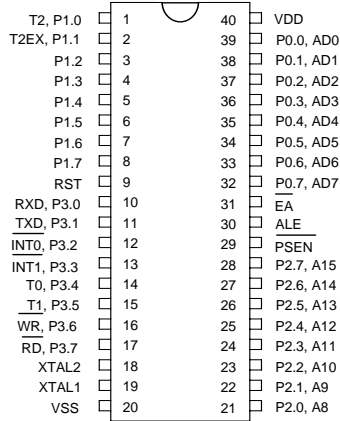 T2, P1.0 1 40 VDD
T2EX, P1.1 2 39 P0.0, AD0
P1.2 3 38 P0.1, AD1
P1.3 4 37 P0.2, AD2
P1.4 5 36 P0.3, AD3
P1.5 6 35 P0.4, AD4
P1.6 7 34 P0.5, AD5
P1.7 8 33 P0.6, AD6
RST 9 32 P0.7, AD7
RXD, P3.0 10 31 EA
TXD, P3.1 11 30 ALE
INT0, P3.2 12 29 PSEN
INT1, P3.3 13 28 P2.7, A15
T0, P3.4 14 27 P2.6, A14
T1, P3.5 15 26 P2.5, A13
WR, P3.6 16 25 P2.4, A12
RD, P3.7 17 24 P2.3, A11
XTAL2 18 23 P2.2, A10
XTAL1 19 22 P2.1, A9
VSS 20 21 P2.0, A8